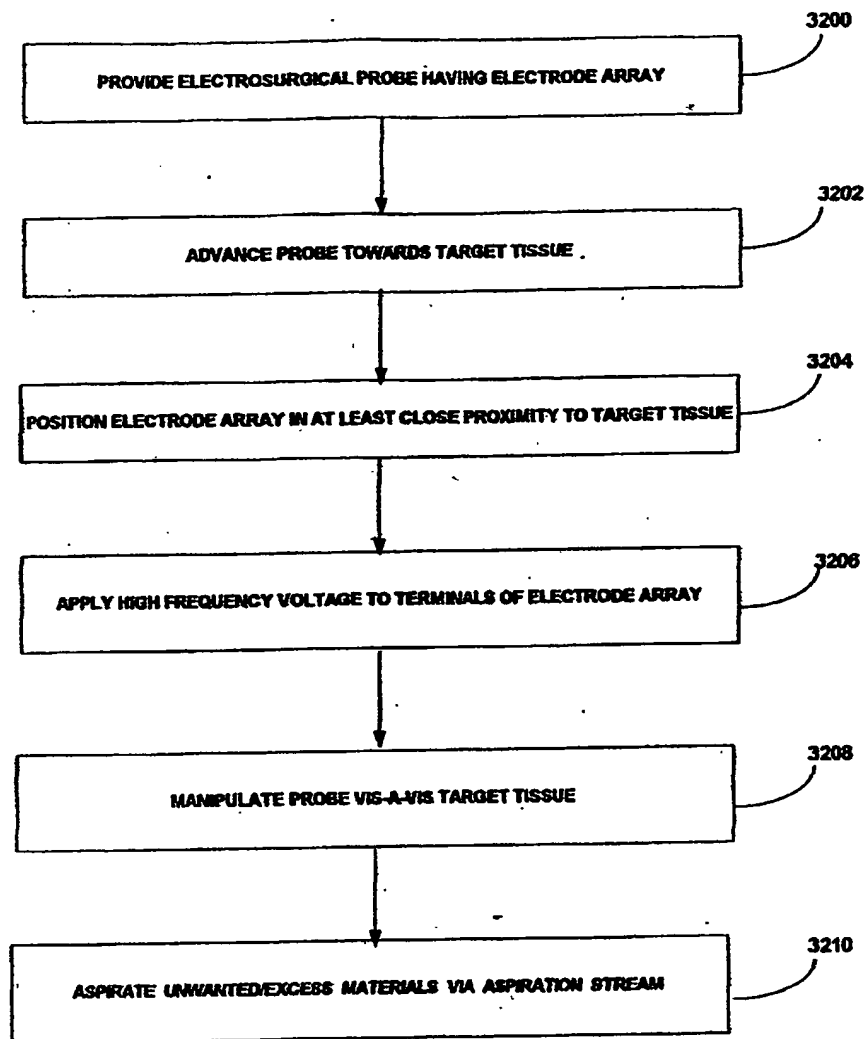 3200
PROVIDE ELECTROSURGICAL PROBE HAVING ELECTRODE ARRAY
3202
ADVANCE PROBE TOWARDS TARGET TISSUE
3204
POSITION ELECTRODE ARRAY IN AT LEAST CLOSE PROXIMITY TO TARGET TISSUE
3206
APPLY HIGH FREQUENCY VOLTAGE TO TERMINALS OF ELECTRODE ARRAY
3208
MANIPULATE PROBE VIS-A-VIS TARGET TISSUE
3210
ASPIRATE UNWANTED/EXCESS MATERIALS VIA ASPIRATION STREAM